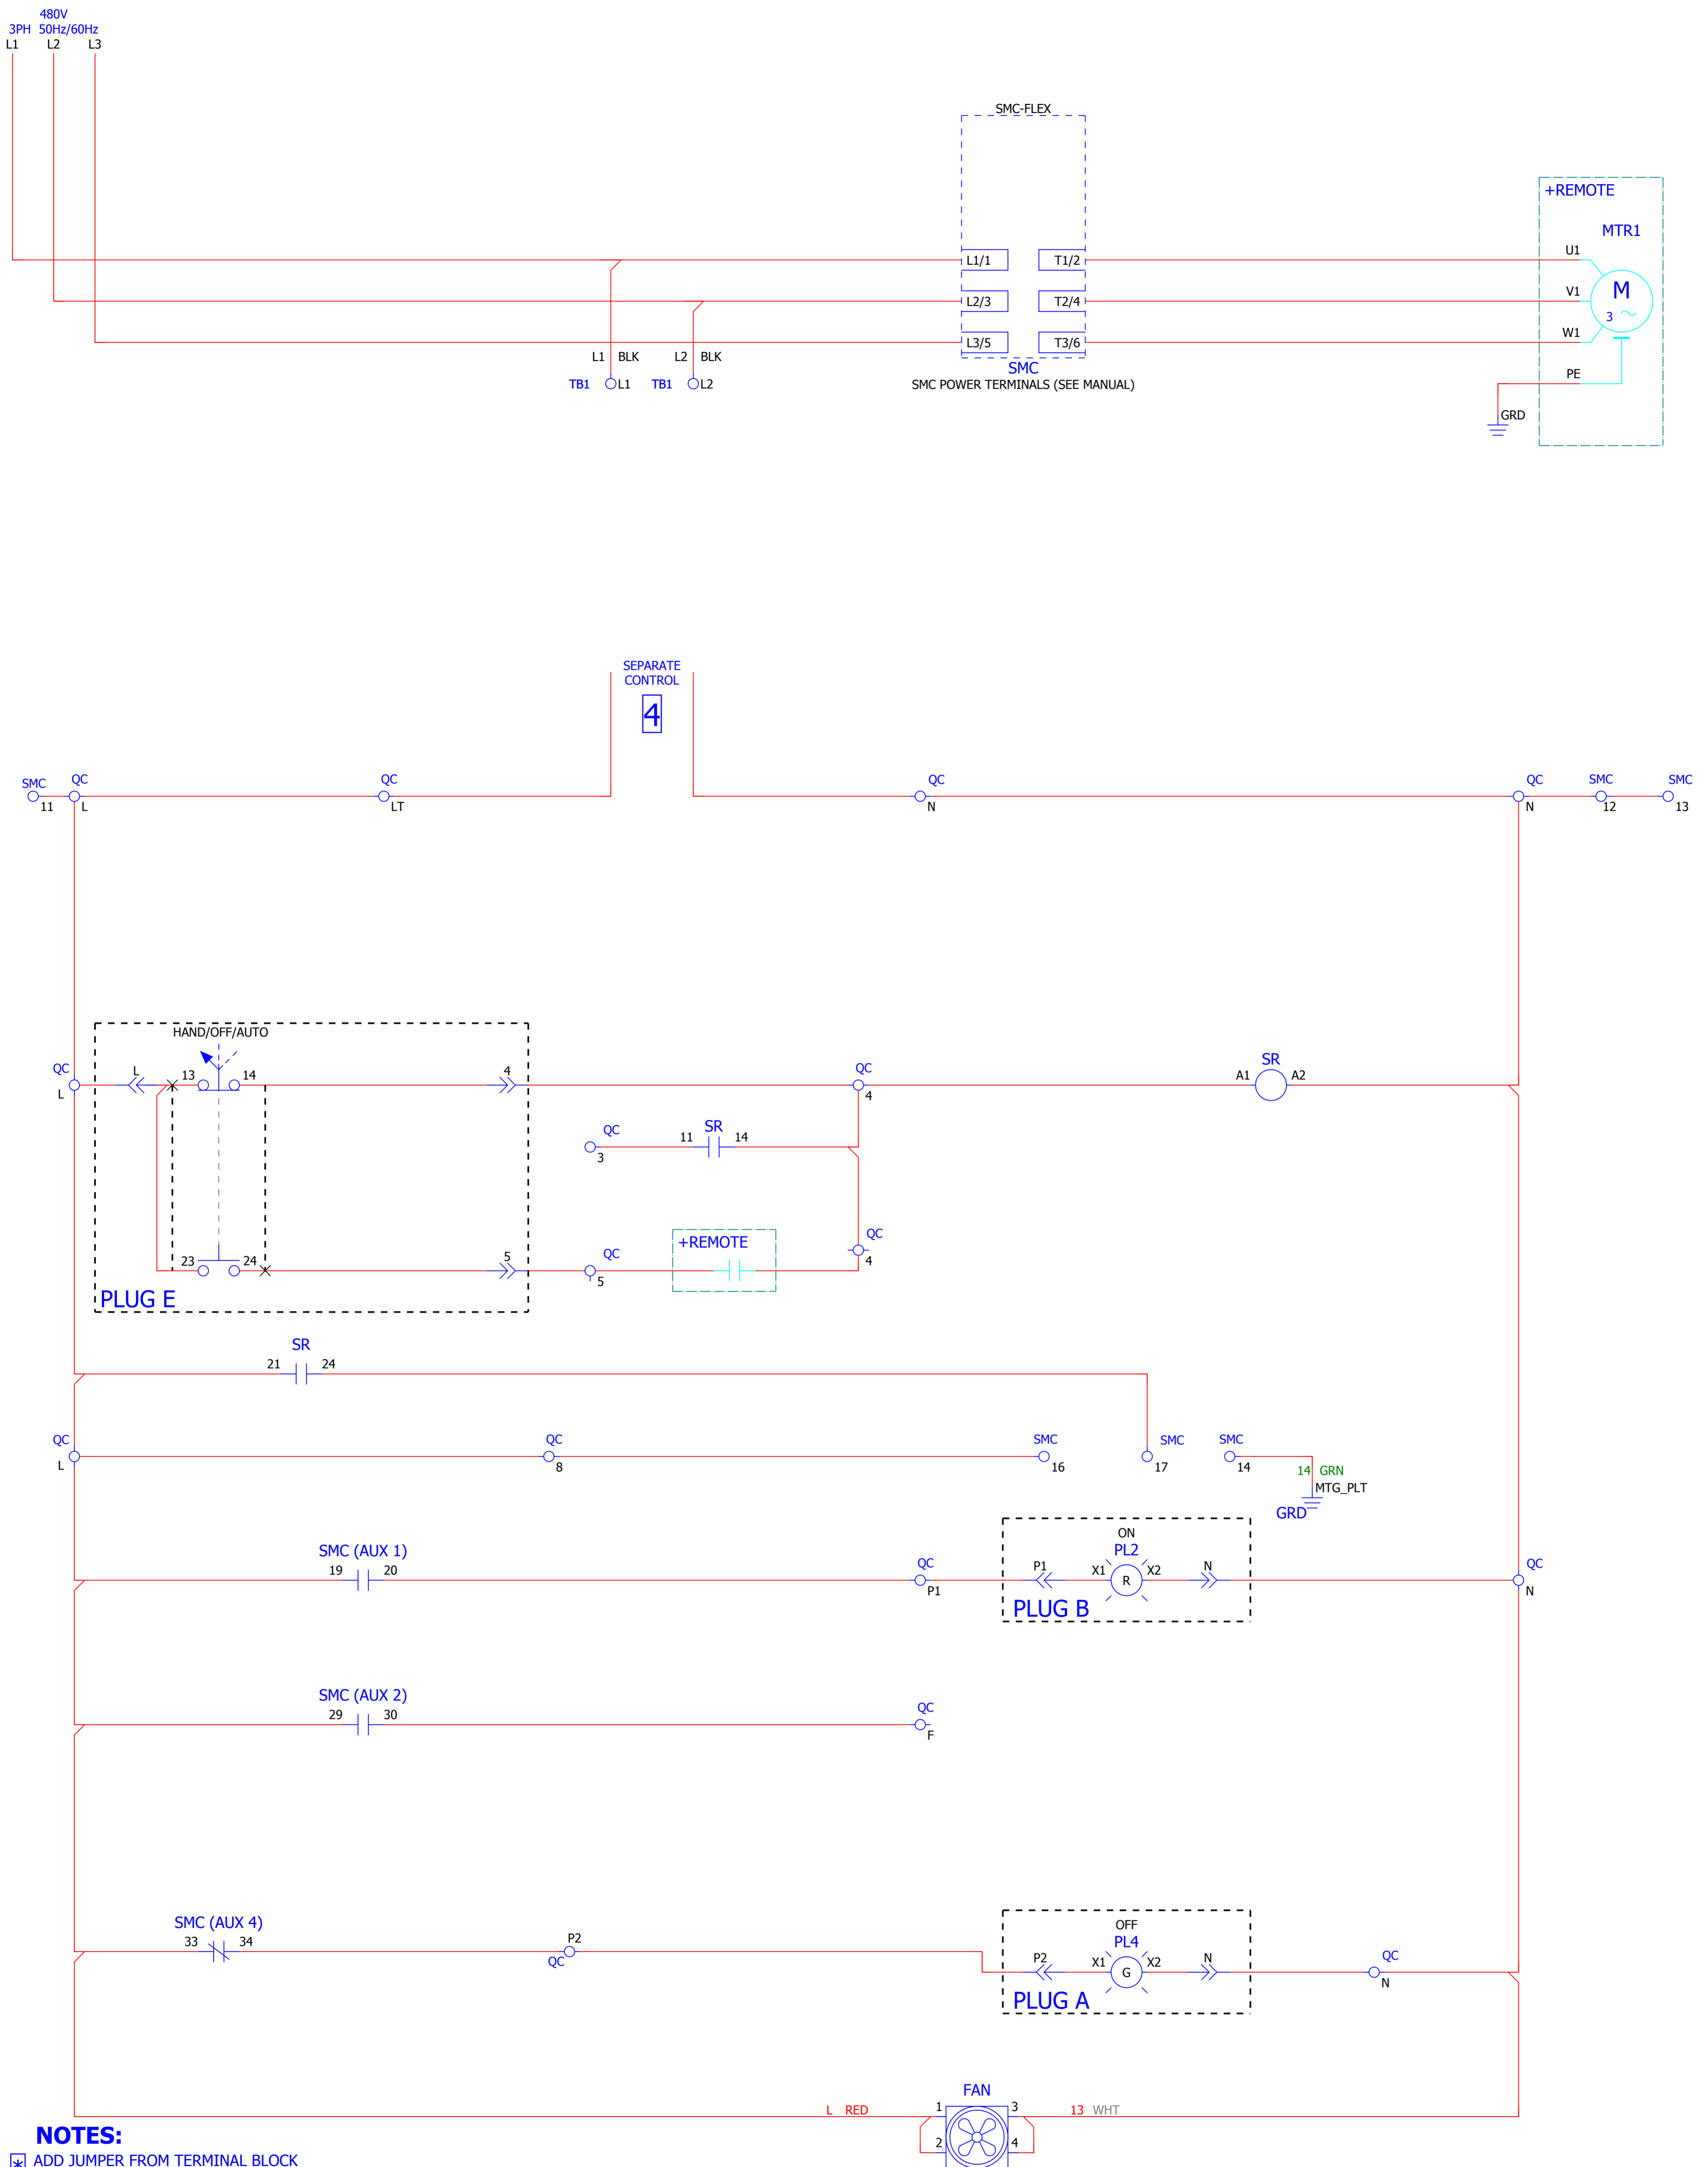 480V
3PH 50Hz/60Hz
L1 L2 L3
SMC-FLEX
+REMOTE
MTR1
L1/1 T1/2 U1
L2/3 T2/4 V1
M
3
L3/5 T3/6 W1
L1 BLK L2 BLK
SMC
TB1 L1 TB1 L2
SMC POWER TERMINALS (SEE MANUAL)
PE
GRD
SEPARATE
CONTROL
4
SMC QC QC QC QC SMC SMC
11 L LT N N 12 13
HAND/OFF/AUTO
QC L 13 14 4 QC SR
L 4 A1 A2
QC SR
3 11 14
+REMOTE
QC
4
23 24 5 QC
5
PLUG E
SR
21 24
QC QC SMC SMC SMC
L 8 16 17 14
14 GRN
MTG_PLT
GRD
ON
SMC (AUX 1) PL2
19 20 QC P1 X1 R X2 N QC
P1 N
PLUG B
SMC (AUX 2)
29 30 QC
F
SMC (AUX 4) OFF
33 34 P2 PL4
QC P2 X1 G X2 N QC
N
PLUG A
FAN
L RED 1 3 13 WHT
2 4
NOTES:
* ADD JUMPER FROM TERMINAL BLOCK